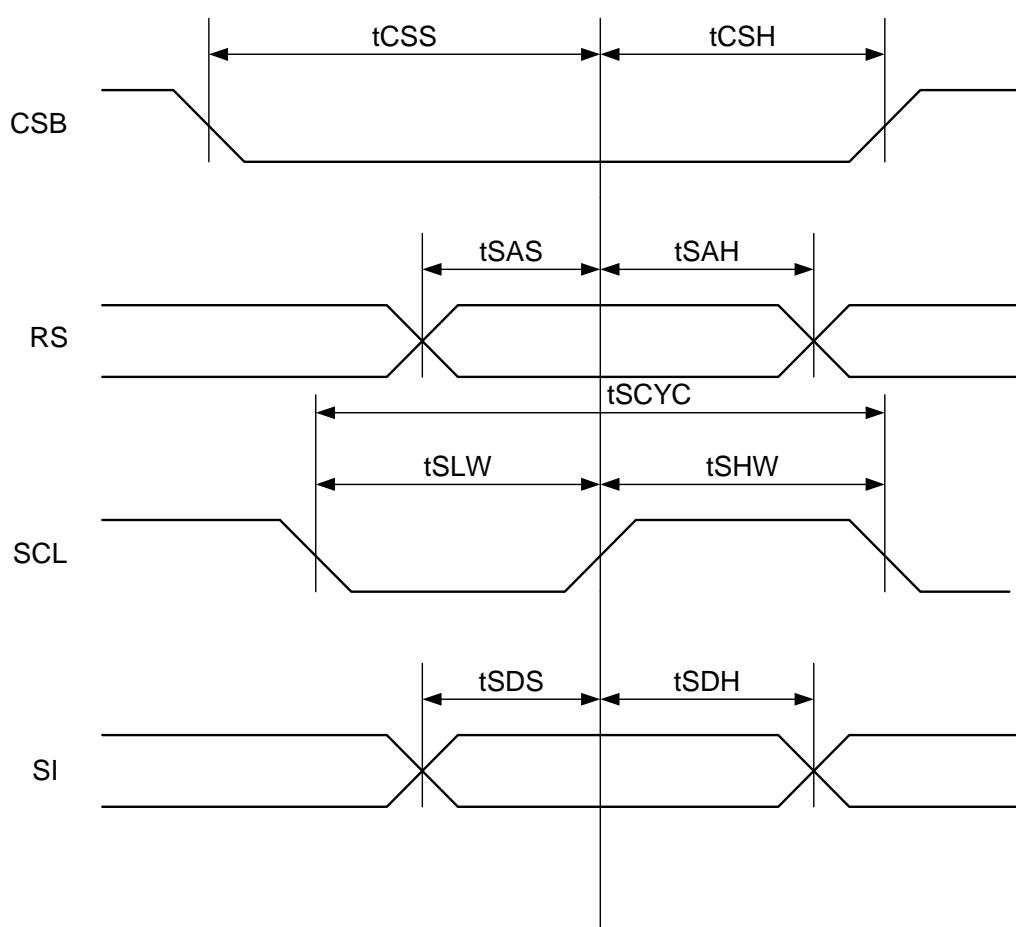 tCSS tCSH
CSB
tSAS tSAH
RS
tSCYC
tSLW tSHW
SCL
tSDS tSDH
SI